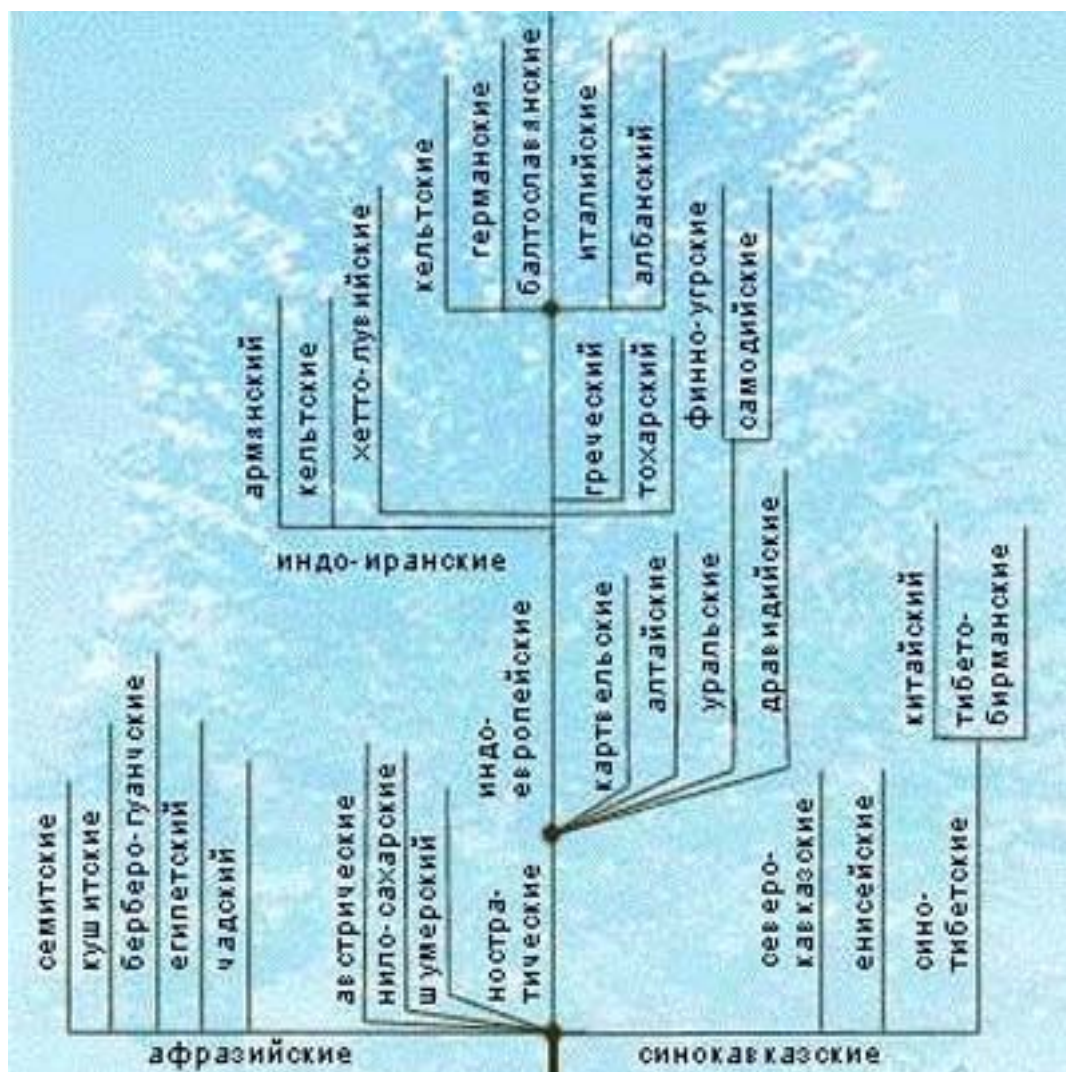 кельтские
германские
балтославанские
италийские
албанский
арманский
кельтские
хетто-лувийские
греческий
тохарский
финно-угрские
самодийские
индо-иранские
индо-
европейские
картвельские
алтайские
уральские
дравидийские
китайский
тибето-
бирманские
семитские
кушитские
берберо-гуанчские
египетский
чадский
австрические
нило-сахарские
шумерский
ностра-
тические
северо-
кавказские
енисейские
сино-
тибетские
афразийские
синокавказские